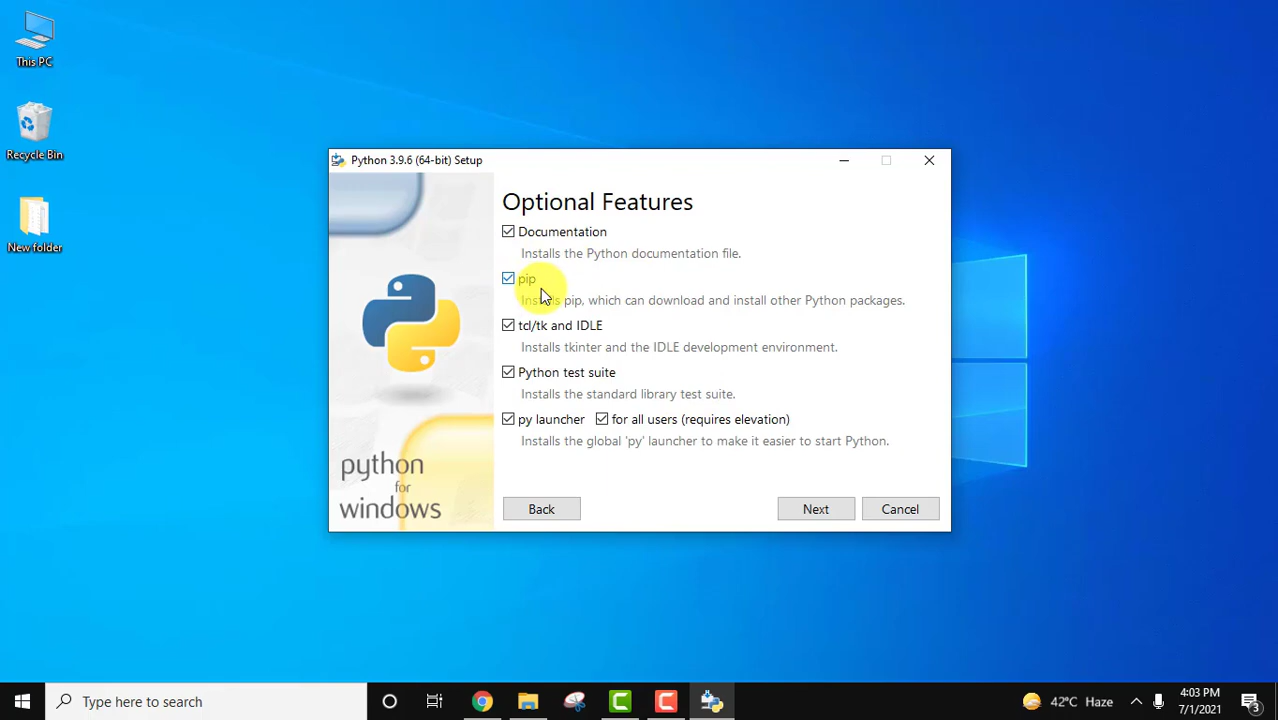 This PC
Recycle Bin
New folder
Python 3.9.6 (64-bit) Setup
Optional Features
Documentation
Installs the Python documentation file.
pip
Installs pip, which can download and install other Python packages.
tcl/tk and IDLE
Installs tkinter and the IDLE development environment.
Python test suite
Installs the standard library test suite.
py launcher for all users (requires elevation)
Installs the global 'py' launcher to make it easier to start Python.
python
for
windows
Back
Next
Cancel
Type here to search
42°C Haze
4:03 PM
7/1/2021
3